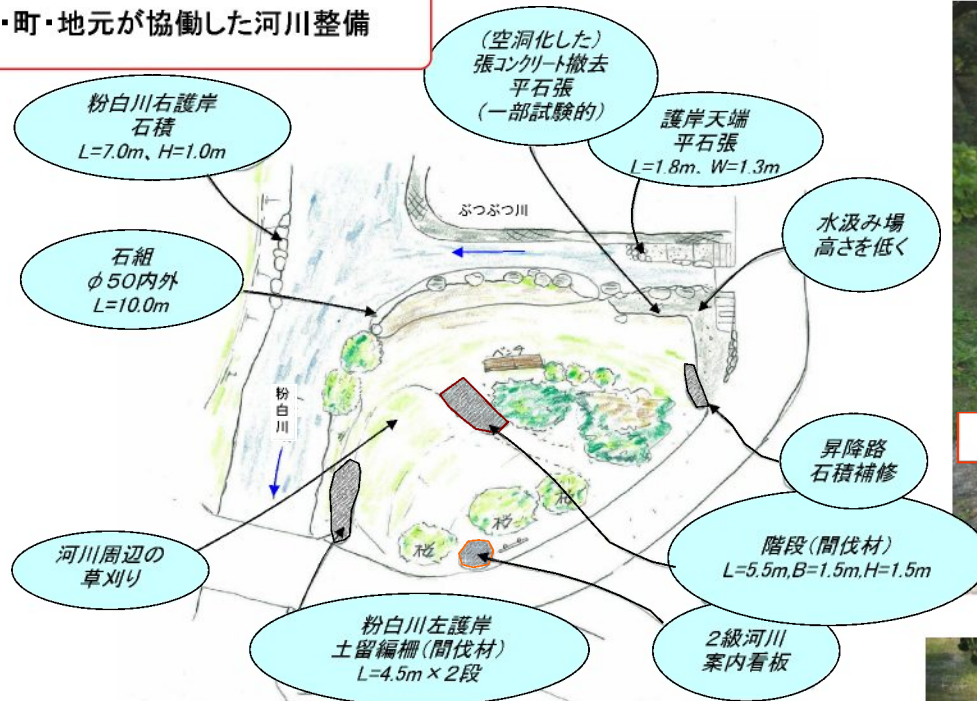 ・町・地元が協働した河川整備
(空洞化した)
張コンクリート撤去
平石張
(一部試験的)
粉白川右護岸
石積
L=7.0m、H=1.0m
護岸天端
平石張
L=1.8m、W=1.3m
ぶつぶつ川
水汲み場
高さを低く
石組
φ50内外
L=10.0m
ベンチ
粉白川
昇降路
石積補修
桜
桜
桜
河川周辺の
草刈り
階段(間伐材)
L=5.5m,B=1.5m,H=1.5m
粉白川左護岸
土留編柵(間伐材)
L=4.5m×2段
2級河川
案内看板